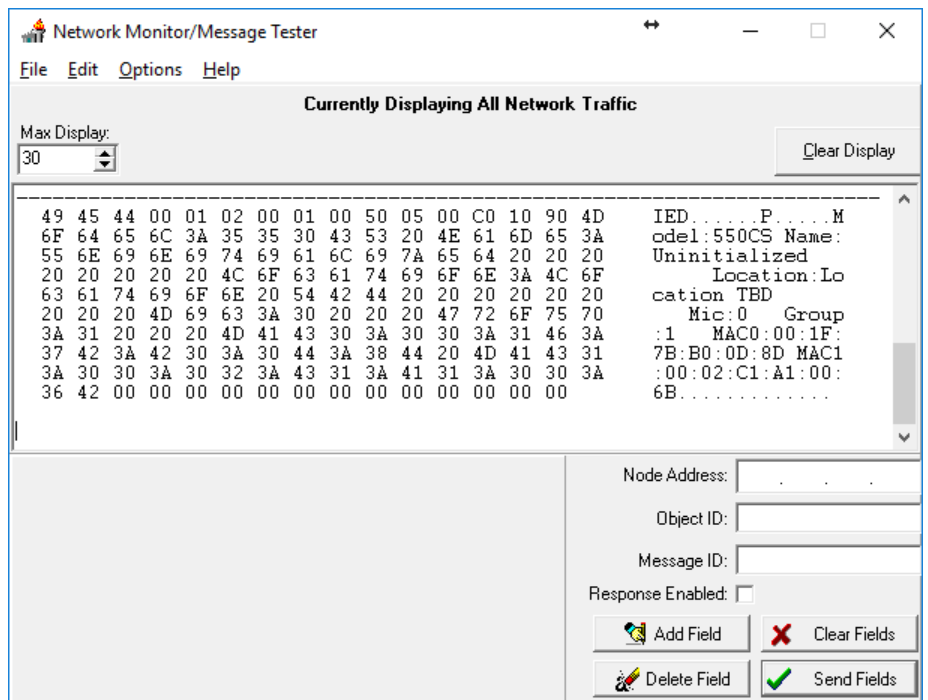 Network Monitor/Message Tester
File Edit Options Help
Currently Displaying All Network Traffic
Max Display:
30
Clear Display
49 45 44 00 01 02 00 01 00 50 05 00 C0 10 90 4D IED......P.....M
6F 64 65 6C 3A 35 35 30 43 53 20 4E 61 6D 65 3A odel:550CS Name:
55 6E 69 6E 69 74 69 61 6C 69 7A 65 64 20 20 20 Uninitialized
20 20 20 20 20 4C 6F 63 61 74 69 6F 6E 3A 4C 6F Location:Lo
63 61 74 69 6F 6E 20 54 42 44 20 20 20 20 20 20 cation TBD
20 20 20 4D 69 63 3A 30 20 20 20 47 72 6F 75 70 Mic:0 Group
3A 31 20 20 20 4D 41 43 30 3A 30 30 3A 31 46 3A :1 MAC0:00:1F:
37 42 3A 42 30 3A 30 44 3A 38 44 20 4D 41 43 31 7B:B0:0D:8D MAC1
3A 30 30 3A 30 32 3A 43 31 3A 41 31 3A 30 30 3A :00:02:C1:A1:00:
36 42 00 00 00 00 00 00 00 00 00 00 00 00 00 6B.............
Node Address: . . .
Object ID:
Message ID:
Response Enabled:
Add Field
Clear Fields
Delete Field
Send Fields